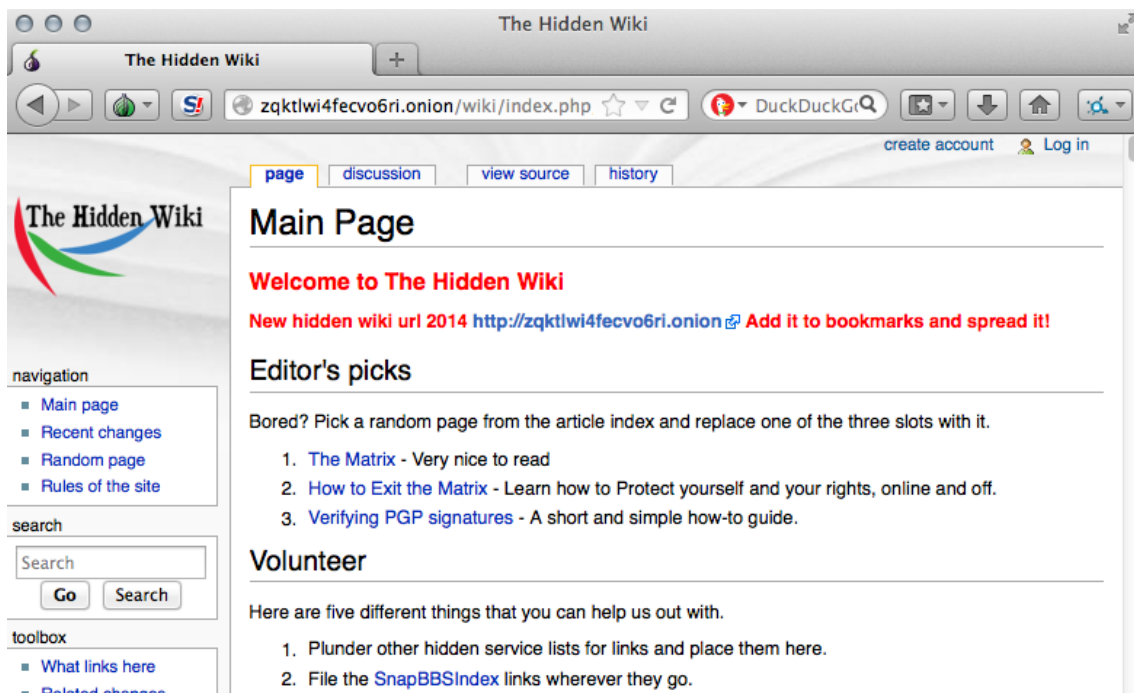 The Hidden Wiki
The Hidden Wiki
zqktlwi4fecvo6ri.onion/wiki/index.php DuckDuckG
create account Log in
page discussion view source history
The Hidden Wiki
Main Page
Welcome to The Hidden Wiki
New hidden wiki url 2014 http://zqktlwi4fecvo6ri.onion Add it to bookmarks and spread it!
Editor's picks
Bored? Pick a random page from the article index and replace one of the three slots with it.
1. The Matrix - Very nice to read
2. How to Exit the Matrix - Learn how to Protect yourself and your rights, online and off.
3. Verifying PGP signatures - A short and simple how-to guide.
Volunteer
Here are five different things that you can help us out with.
1. Plunder other hidden service lists for links and place them here.
2. File the SnapBBSIndex links wherever they go.
navigation
Main page
Recent changes
Random page
Rules of the site
search
Search
Go Search
toolbox
What links here
Related changes